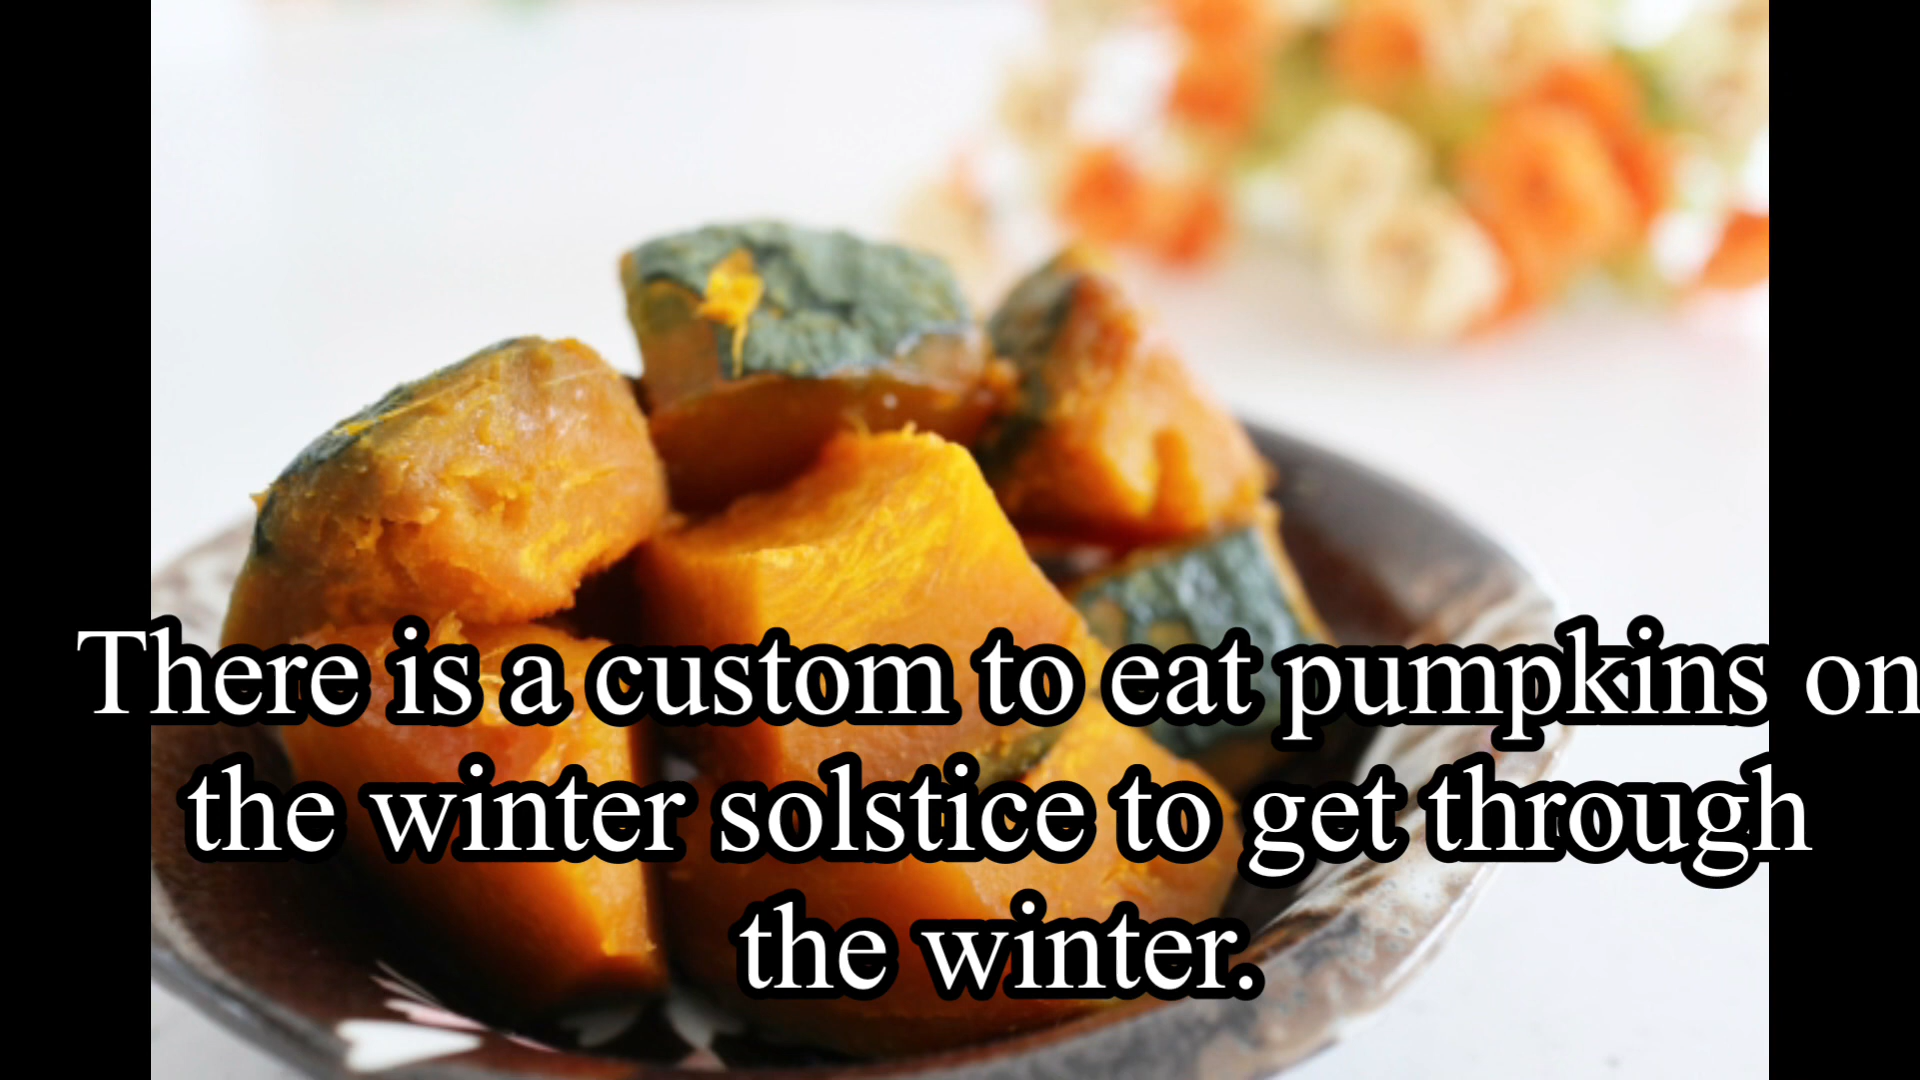 There is a custom to eat pumpkins on
the winter solstice to get through
the winter.